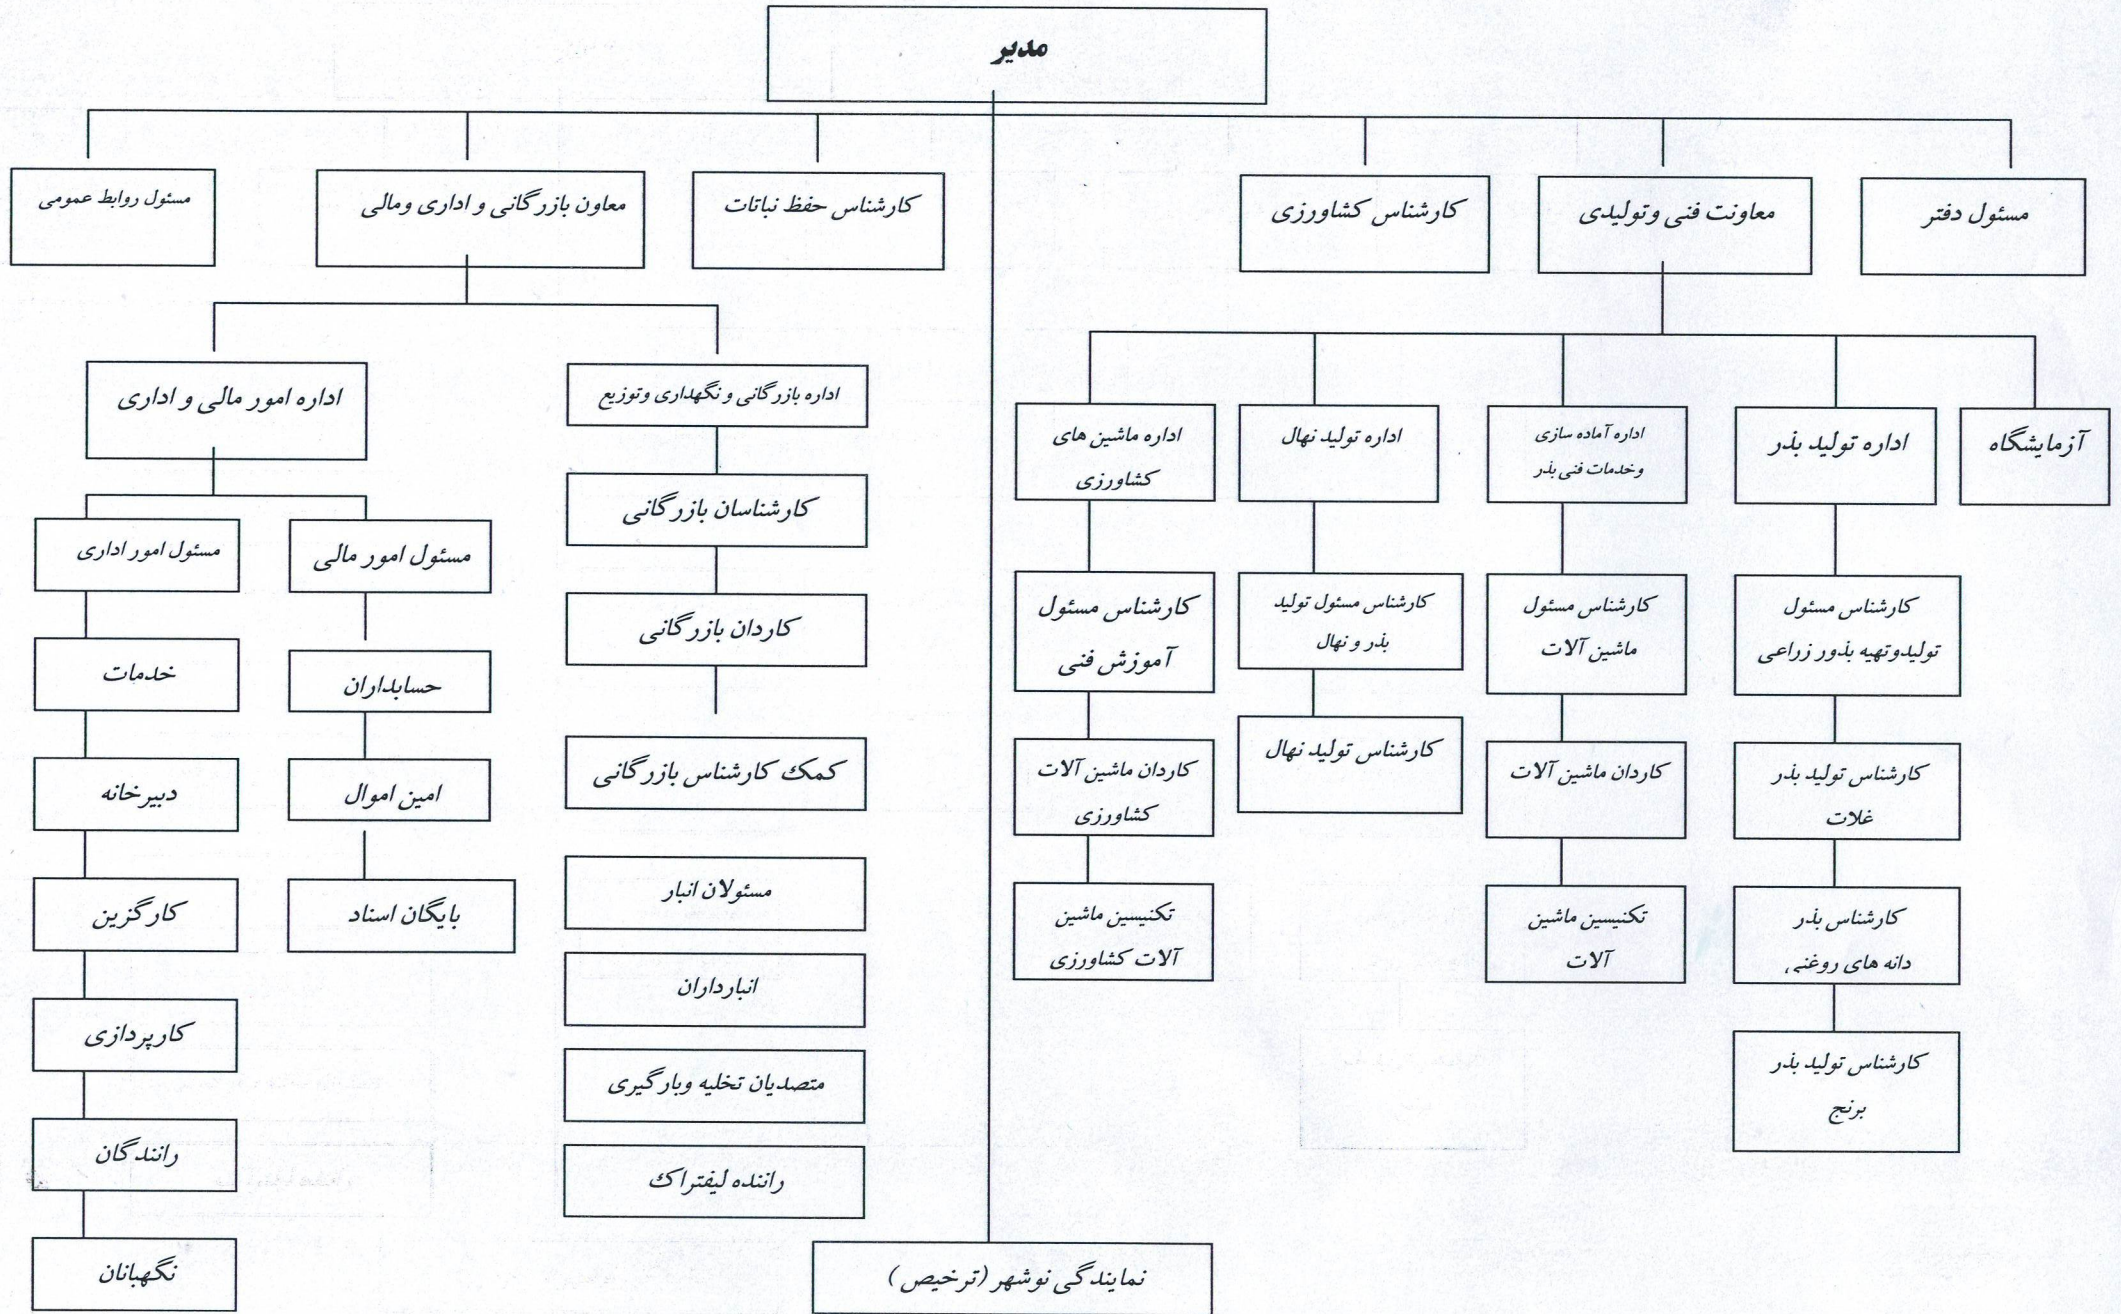 مدیر
مسئول دفتر
معاونت فنی وتولیدی
کارشناس کشاورزی
کارشناس حفظ نباتات
معاون بازرگانی و اداری ومالی
مسئول روابط عمومی
آزمایشگاه
اداره تولید بذر
کارشناس مسئول
تولیدوتهیه بذور زراعی
کارشناس تولید بذر
غلات
کارشناس بذر
دانه های روغنی
کارشناس تولید بذر
برنج
اداره آماده سازی
وخدمات فنی بذر
کارشناس مسئول
ماشین آلات
کاردان ماشین آلات
تکنیسین ماشین
آلات
اداره تولید نهال
کارشناس مسئول تولید
بذر و نهال
کارشناس تولید نهال
اداره ماشین های
کشاورزی
کارشناس مسئول
آموزش فنی
کاردان ماشین آلات
کشاورزی
تکنیسین ماشین
آلات کشاورزی
اداره بازرگانی و نگهداری وتوزیع
کارشناسان بازرگانی
کاردان بازرگانی
کمک کارشناس بازرگانی
مسئولان انبار
انبارداران
متصدیان تخلیه وبارگیری
راننده لیفتراک
اداره امور مالی و اداری
مسئول امور مالی
حسابداران
امین اموال
بایگان اسناد
مسئول امور اداری
خدمات
دبیرخانه
کارگزین
کارپردازی
رانندگان
نگهبانان
نمایندگی نوشهر (ترخیص )